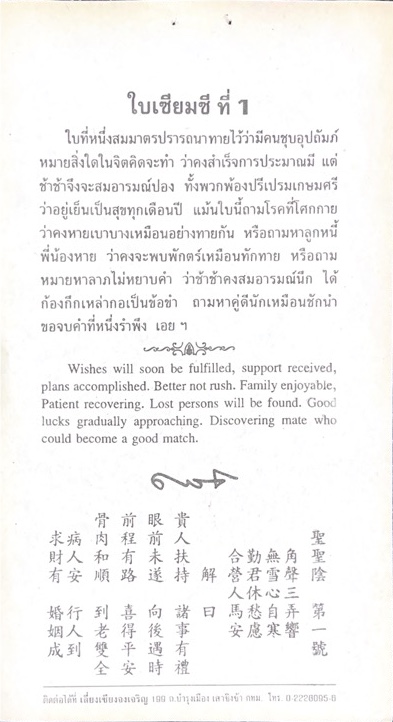 ใบเซียมซี ที่ 1
ใบที่หนึ่งสมมาตรปรารถนาทายไว้ว่ามีคนชุบอุปถัมภ์
หมายสิ่งใดในจิตคิดจะทำ ว่าคงสำเร็จการประมาณมี แต่
ช้าช้าจึงจะสมอารมณ์ปอง ทั้งพวกพ้องปรีเปรมเกษมศรี
ว่าอยู่เย็นเป็นสุขทุกเดือนปี แม้นใบนี้ถามโรคที่โศกกาย
ว่าคงหายเบาบางเหมือนอย่างทายกัน หรือถามหาลูกหนี้
พี่น้องหาย ว่าคงจะพบพักตร์เหมือนทักทาย หรือถาม
หมายหาลาภไม่หยาบคำ ว่าช้าช้าคงสมอารมณ์นึก ได้
ก้องกึกเหล่ากอเป็นข้อขำ ถามหาคู่ดีนักเหมือนชักนำ
ขอจบคำที่หนึ่งรำพึง เอย ฯ
Wishes will soon be fulfilled, support received,
plans accomplished. Better not rush. Family enjoyable,
Patient recovering. Lost persons will be found. Good
lucks gradually approaching. Discovering mate who
could become a good match.
聖聖陰 第一號
角聲三弄響
無雪心自寒
勤君休愁慮
合營人馬安
解曰
貴人扶持 諸事有禮
眼前未遂 向後遇時
前程有路 喜得平安
骨肉和順 到老雙全
病人安 行人到
求財有 婚姻成
ติดต่อได้ที่ เลี่ยงเซียงจงเจริญ 199 ถ.บำรุงเมือง เสาชิงช้า กทม. โทร. 0-2228095-6